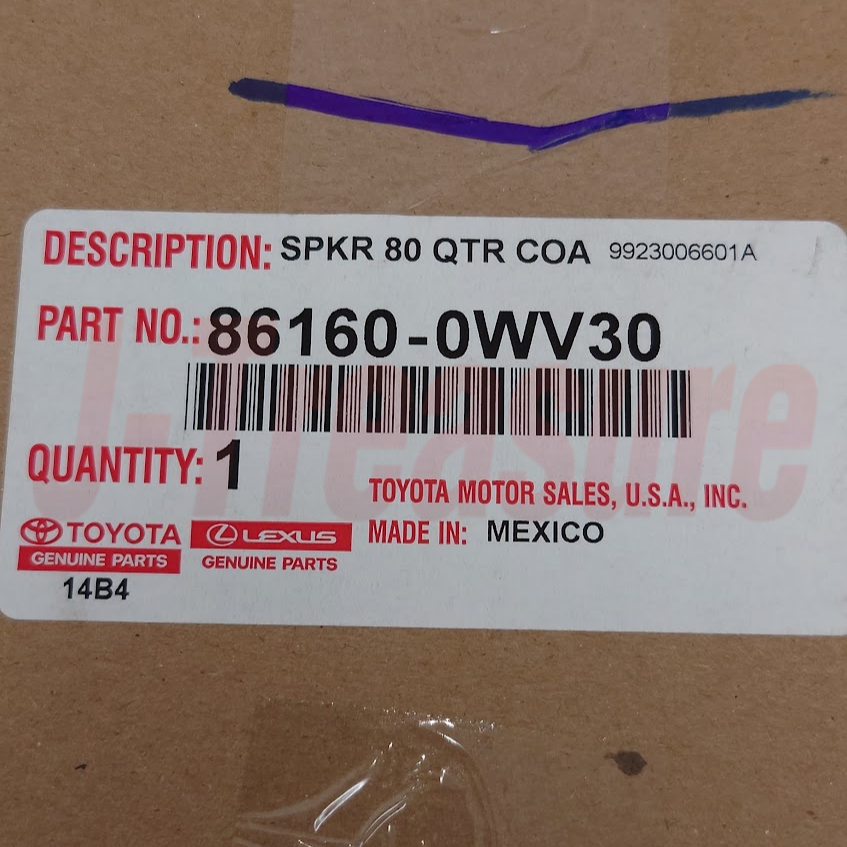 DESCRIPTION: SPKR 80 QTR COA 9923006601A
PART NO.: 86160-0WV30
J-Treasure
QUANTITY: 1
TOYOTA MOTOR SALES, U.S.A., INC.
TOYOTA LEXUS MADE IN: MEXICO
GENUINE PARTS GENUINE PARTS
14B4